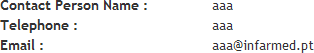 Contact Person Name : aaa
Telephone : aaa
Email : aaa@infarmed.pt